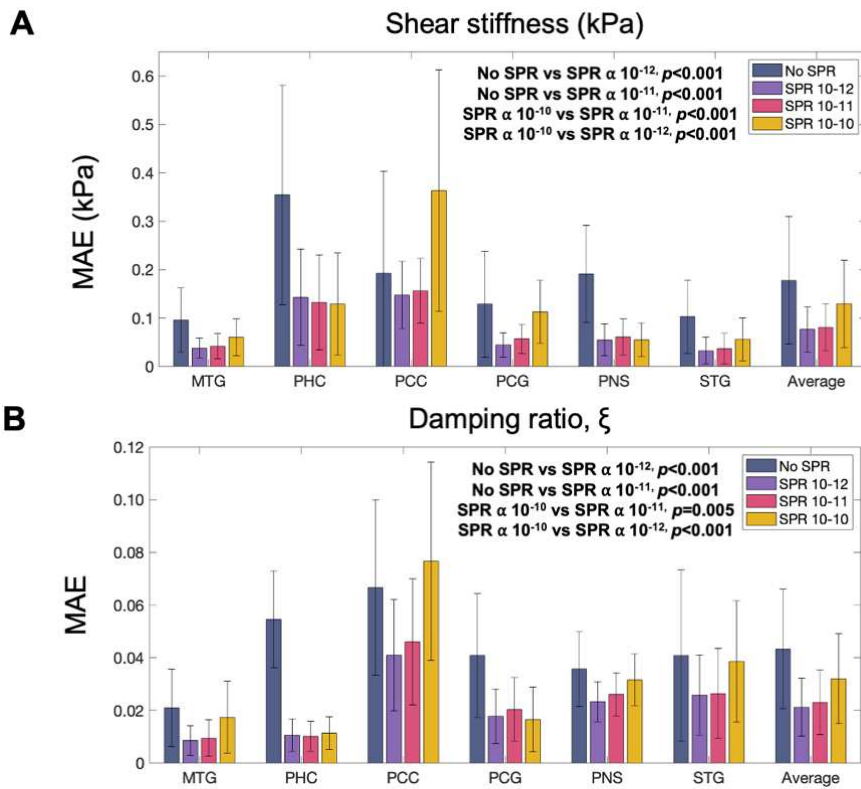 A
Shear stiffness (kPa)
MAE (kPa)
0.6
0.5
0.4
0.3
0.2
0.1
0
No SPR vs SPR α 10⁻¹², p<0.001
No SPR vs SPR α 10⁻¹¹, p<0.001
SPR α 10⁻¹⁰ vs SPR α 10⁻¹¹, p<0.001
SPR α 10⁻¹⁰ vs SPR α 10⁻¹², p<0.001
No SPR
SPR 10-12
SPR 10-11
SPR 10-10
MTG PHC PCC PCG PNS STG Average
B
Damping ratio, ξ
MAE
0.12
0.10
0.08
0.06
0.04
0.02
0
No SPR vs SPR α 10⁻¹², p<0.001
No SPR vs SPR α 10⁻¹¹, p<0.001
SPR α 10⁻¹⁰ vs SPR α 10⁻¹¹, p=0.005
SPR α 10⁻¹⁰ vs SPR α 10⁻¹², p<0.001
No SPR
SPR 10-12
SPR 10-11
SPR 10-10
MTG PHC PCC PCG PNS STG Average